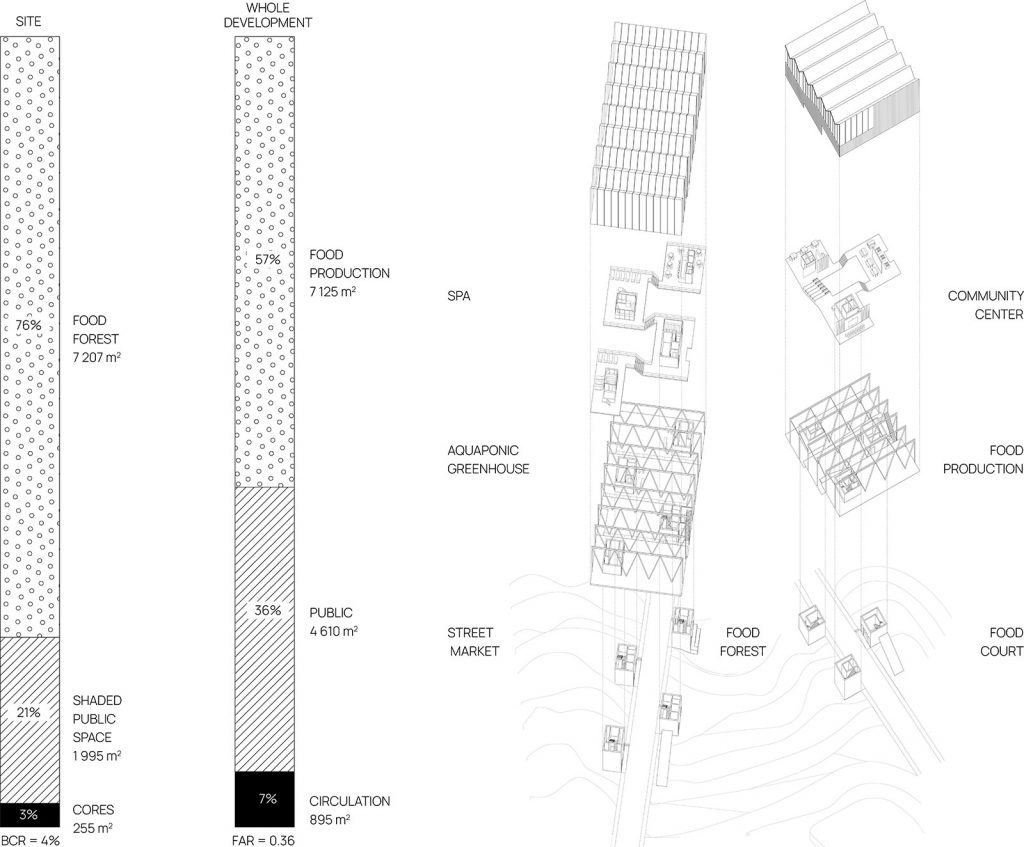 SITE
76%
FOOD
FOREST
7 207 m²
21%
SHADED
PUBLIC
SPACE
1 995 m²
3%
CORES
255 m²
BCR = 4%
WHOLE
DEVELOPMENT
57%
FOOD
PRODUCTION
7 125 m²
36%
PUBLIC
4 610 m²
7%
CIRCULATION
895 m²
FAR = 0.36
SPA
COMMUNITY
CENTER
AQUAPONIC
GREENHOUSE
FOOD
PRODUCTION
STREET
MARKET
FOOD
FOREST
FOOD
COURT